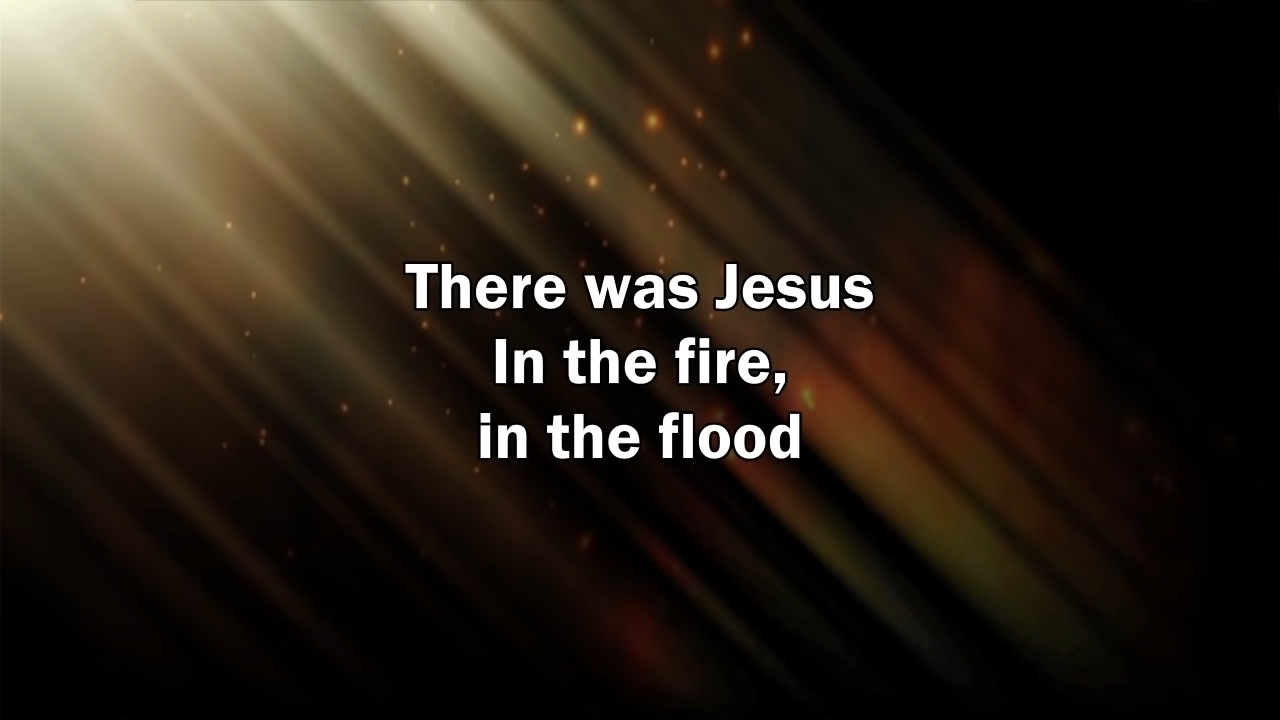 There was Jesus
In the fire,
in the flood